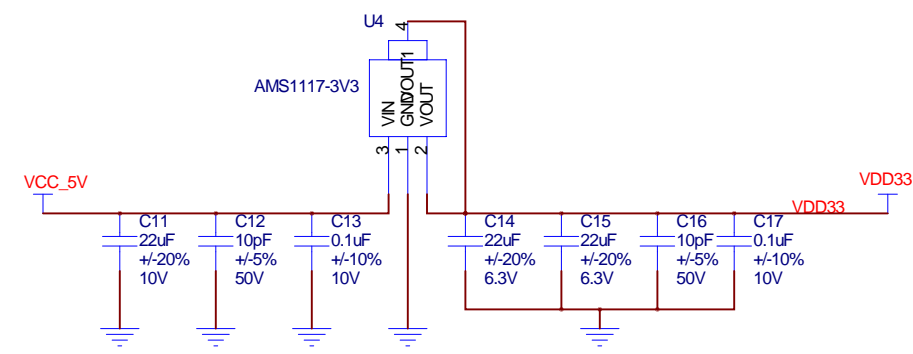 U4
4
AMS1117-3V3
VIN
GND
VOUT1
VOUT
3
1
2
VCC_5V
VDD33
VDD33
C11
22uF
+/-20%
10V
C12
10pF
+/-5%
50V
C13
0.1uF
+/-10%
10V
C14
22uF
+/-20%
6.3V
C15
22uF
+/-20%
6.3V
C16
10pF
+/-5%
50V
C17
0.1uF
+/-10%
10V